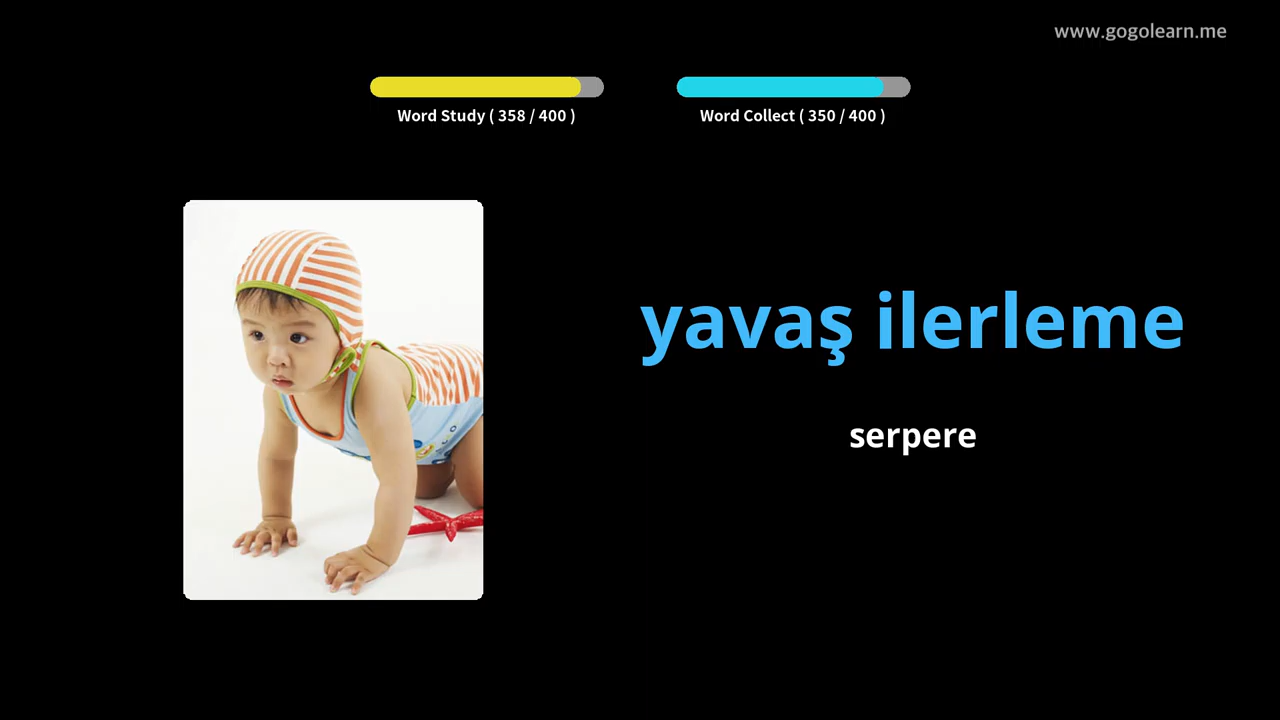 www.gogolearn.me
Word Study ( 358 / 400 )
Word Collect ( 350 / 400 )
yavaş ilerleme
serpere